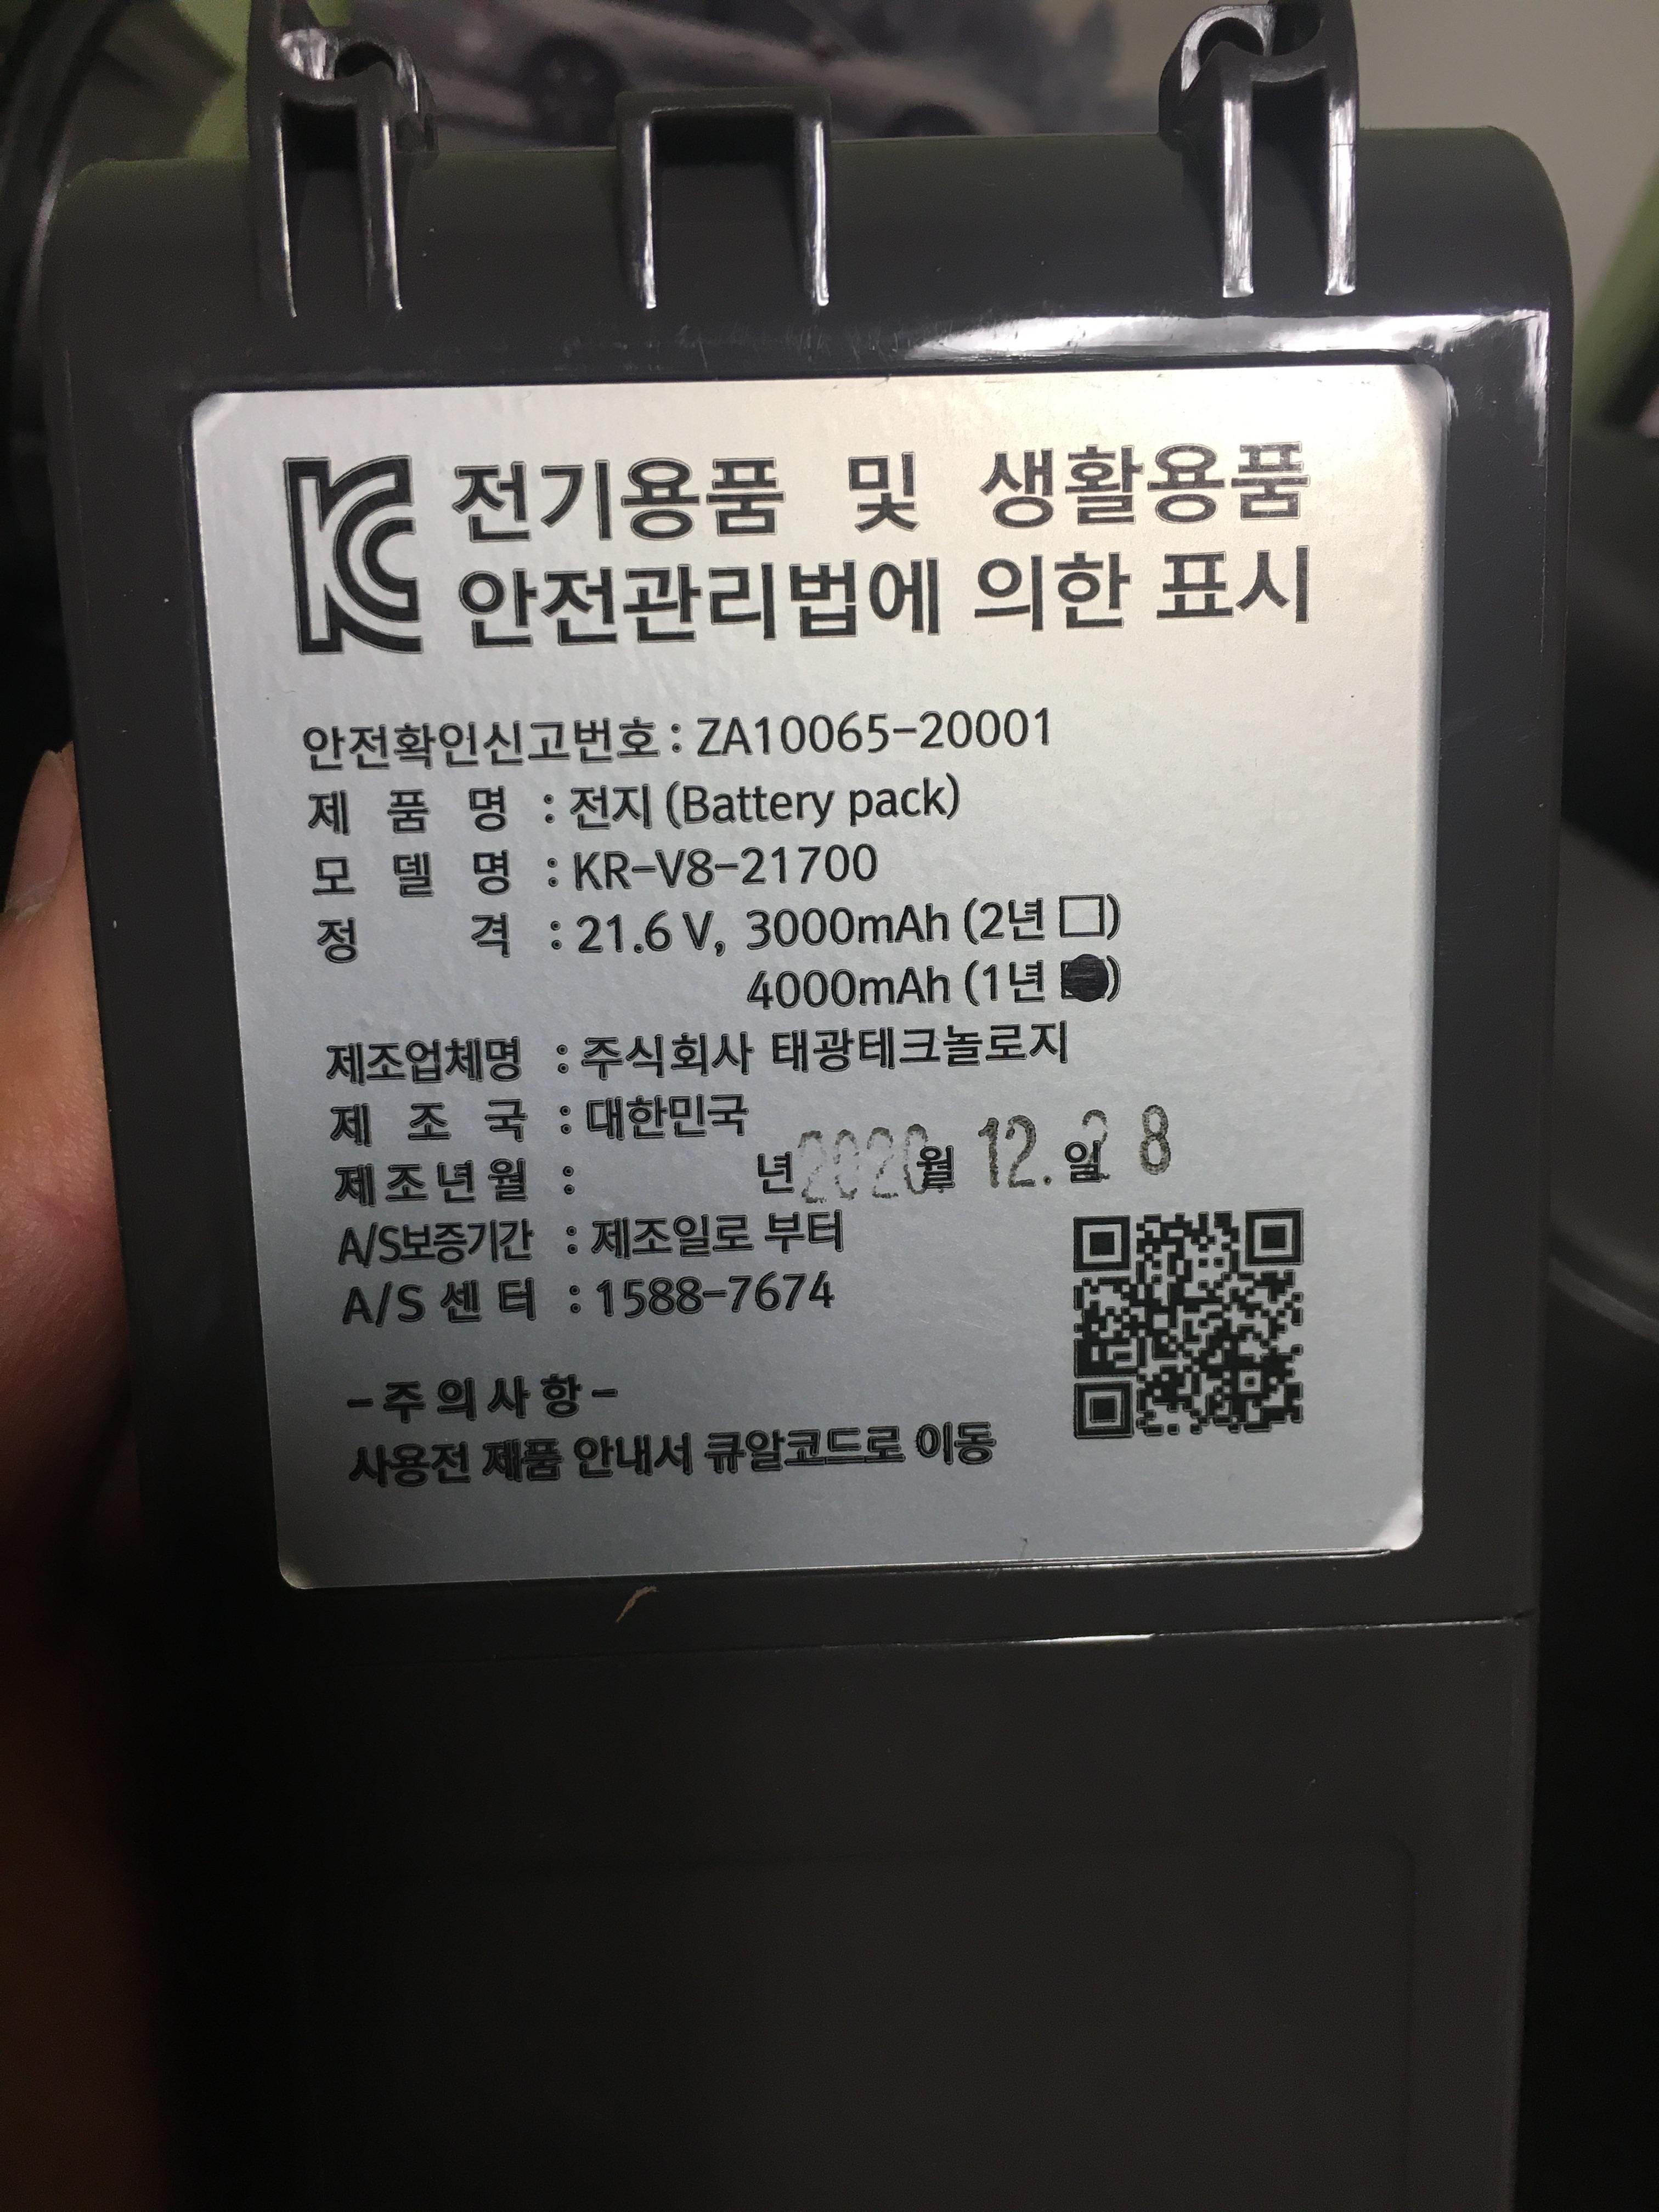 KC 전기용품 및 생활용품
안전관리법에 의한 표시
안전확인신고번호 : ZA10065-20001
제 품 명 : 전지 (Battery pack)
모 델 명 : KR-V8-21700
정 격 : 21.6 V, 3000mAh (2년 □)
4000mAh (1년 ■)
제조업체명 : 주식회사 태광테크놀로지
제 조 국 : 대한민국
제조년월 : 년 2020. 월 12. 일 2 8
A/S보증기간 : 제조일로 부터
A/S 센터 : 1588-7674
- 주의사항 -
사용전 제품 안내서 큐알코드로 이동